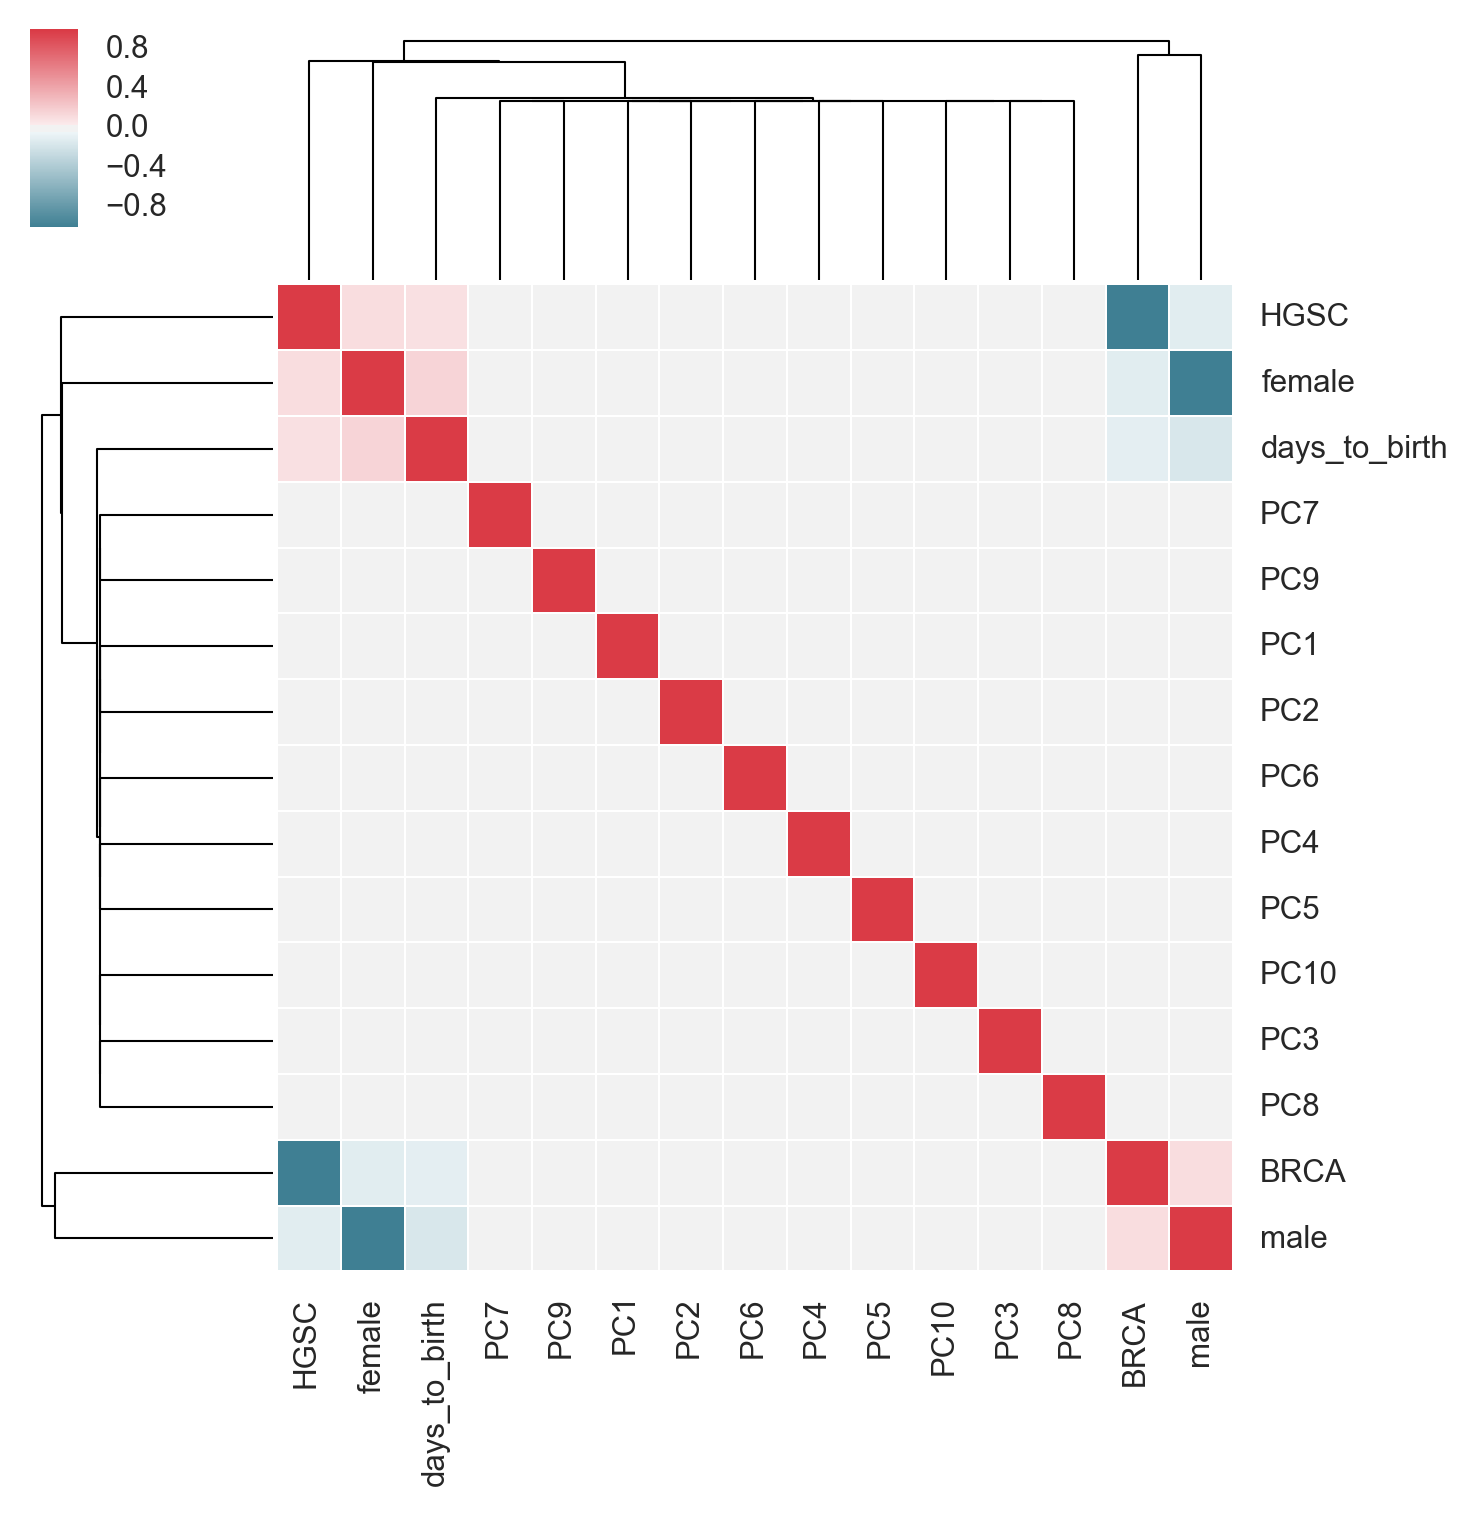 0.8
0.4
0.0
−0.4
−0.8
HGSC
female
days_to_birth
PC7
PC9
PC1
PC2
PC6
PC4
PC5
PC10
PC3
PC8
BRCA
male
HGSC
female
days_to_birth
PC7
PC9
PC1
PC2
PC6
PC4
PC5
PC10
PC3
PC8
BRCA
male